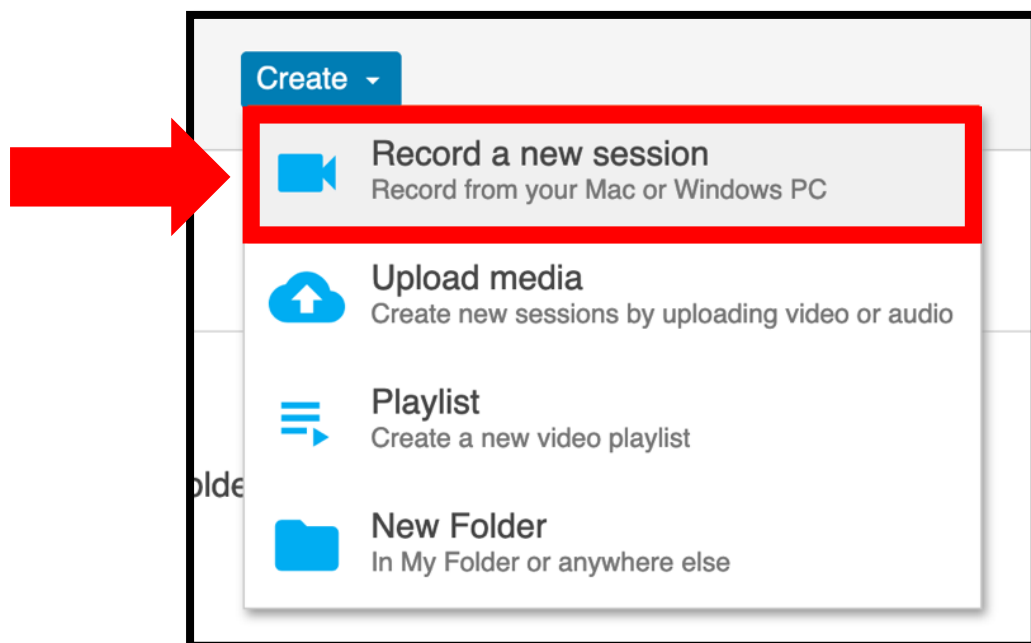 Create
Record a new session
Record from your Mac or Windows PC
Upload media
Create new sessions by uploading video or audio
Playlist
Create a new video playlist
New Folder
In My Folder or anywhere else